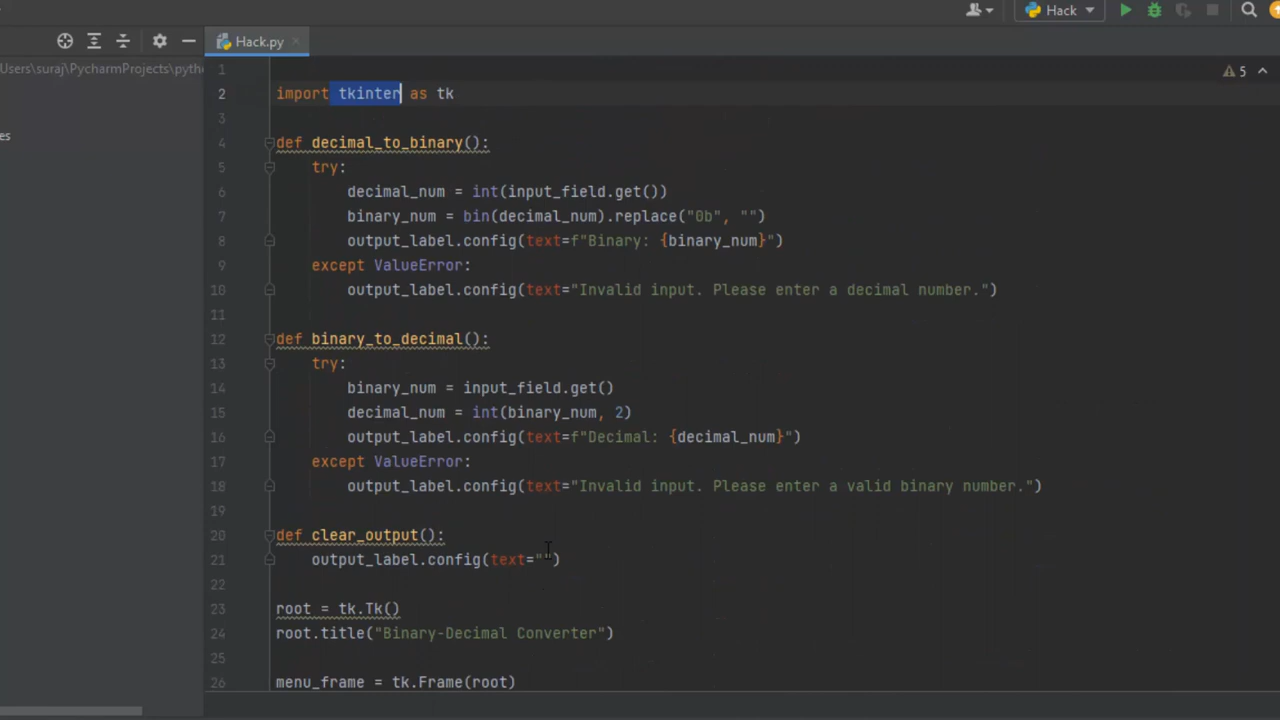 Hack
Hack.py
Users\suraj\PycharmProjects\pytho
es
5
1
2 import tkinter as tk
3
4 def decimal_to_binary():
5 try:
6 decimal_num = int(input_field.get())
7 binary_num = bin(decimal_num).replace("0b", "")
8 output_label.config(text=f"Binary: {binary_num}")
9 except ValueError:
10 output_label.config(text="Invalid input. Please enter a decimal number.")
11
12 def binary_to_decimal():
13 try:
14 binary_num = input_field.get()
15 decimal_num = int(binary_num, 2)
16 output_label.config(text=f"Decimal: {decimal_num}")
17 except ValueError:
18 output_label.config(text="Invalid input. Please enter a valid binary number.")
19
20 def clear_output():
21 output_label.config(text="")
22
23 root = tk.Tk()
24 root.title("Binary-Decimal Converter")
25
26 menu_frame = tk.Frame(root)